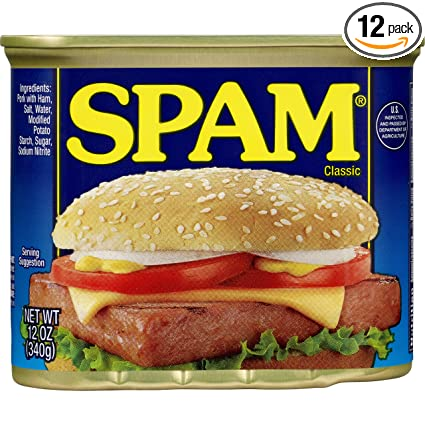 12 pack
Ingredients:
Pork with Ham,
Salt, Water,
Modified
Potato
Starch, Sugar,
Sodium Nitrite
SPAM®
Classic
U.S.
INSPECTED
AND PASSED BY
DEPARTMENT OF
AGRICULTURE
Serving
Suggestion
NET WT
12 OZ
(340g)